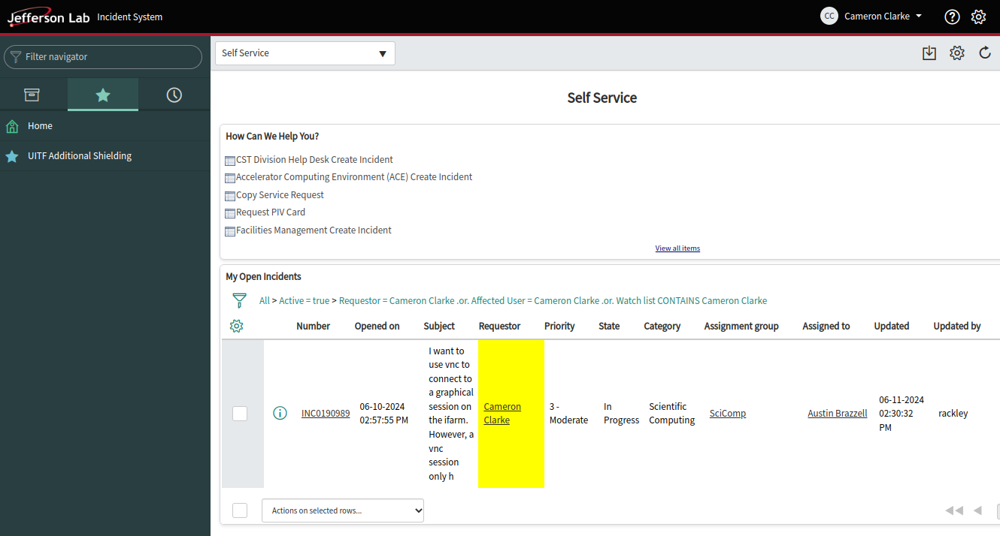 Jefferson Lab Incident System
CC Cameron Clarke
Filter navigator
Self Service
Home
UITF Additional Shielding
Self Service
How Can We Help You?
CST Division Help Desk Create Incident
Accelerator Computing Environment (ACE) Create Incident
Copy Service Request
Request PIV Card
Facilities Management Create Incident
View all items
My Open Incidents
All > Active = true > Requestor = Cameron Clarke .or. Affected User = Cameron Clarke .or. Watch list CONTAINS Cameron Clarke
Number Opened on Subject Requestor Priority State Category Assignment group Assigned to Updated Updated by
INC0190989
06-10-2024
02:57:55 PM
I want to
use vnc to
connect to
a graphical
session on
the ifarm.
However, a
vnc
session
only h
Cameron
Clarke
3 -
Moderate
In
Progress
Scientific
Computing
SciComp
Austin Brazzell
06-11-2024
02:30:32
PM
rackley
Actions on selected rows...